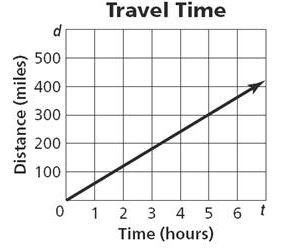 Travel Time
d
Distance (miles)
500
400
300
200
100
0 1 2 3 4 5 6 t
Time (hours)